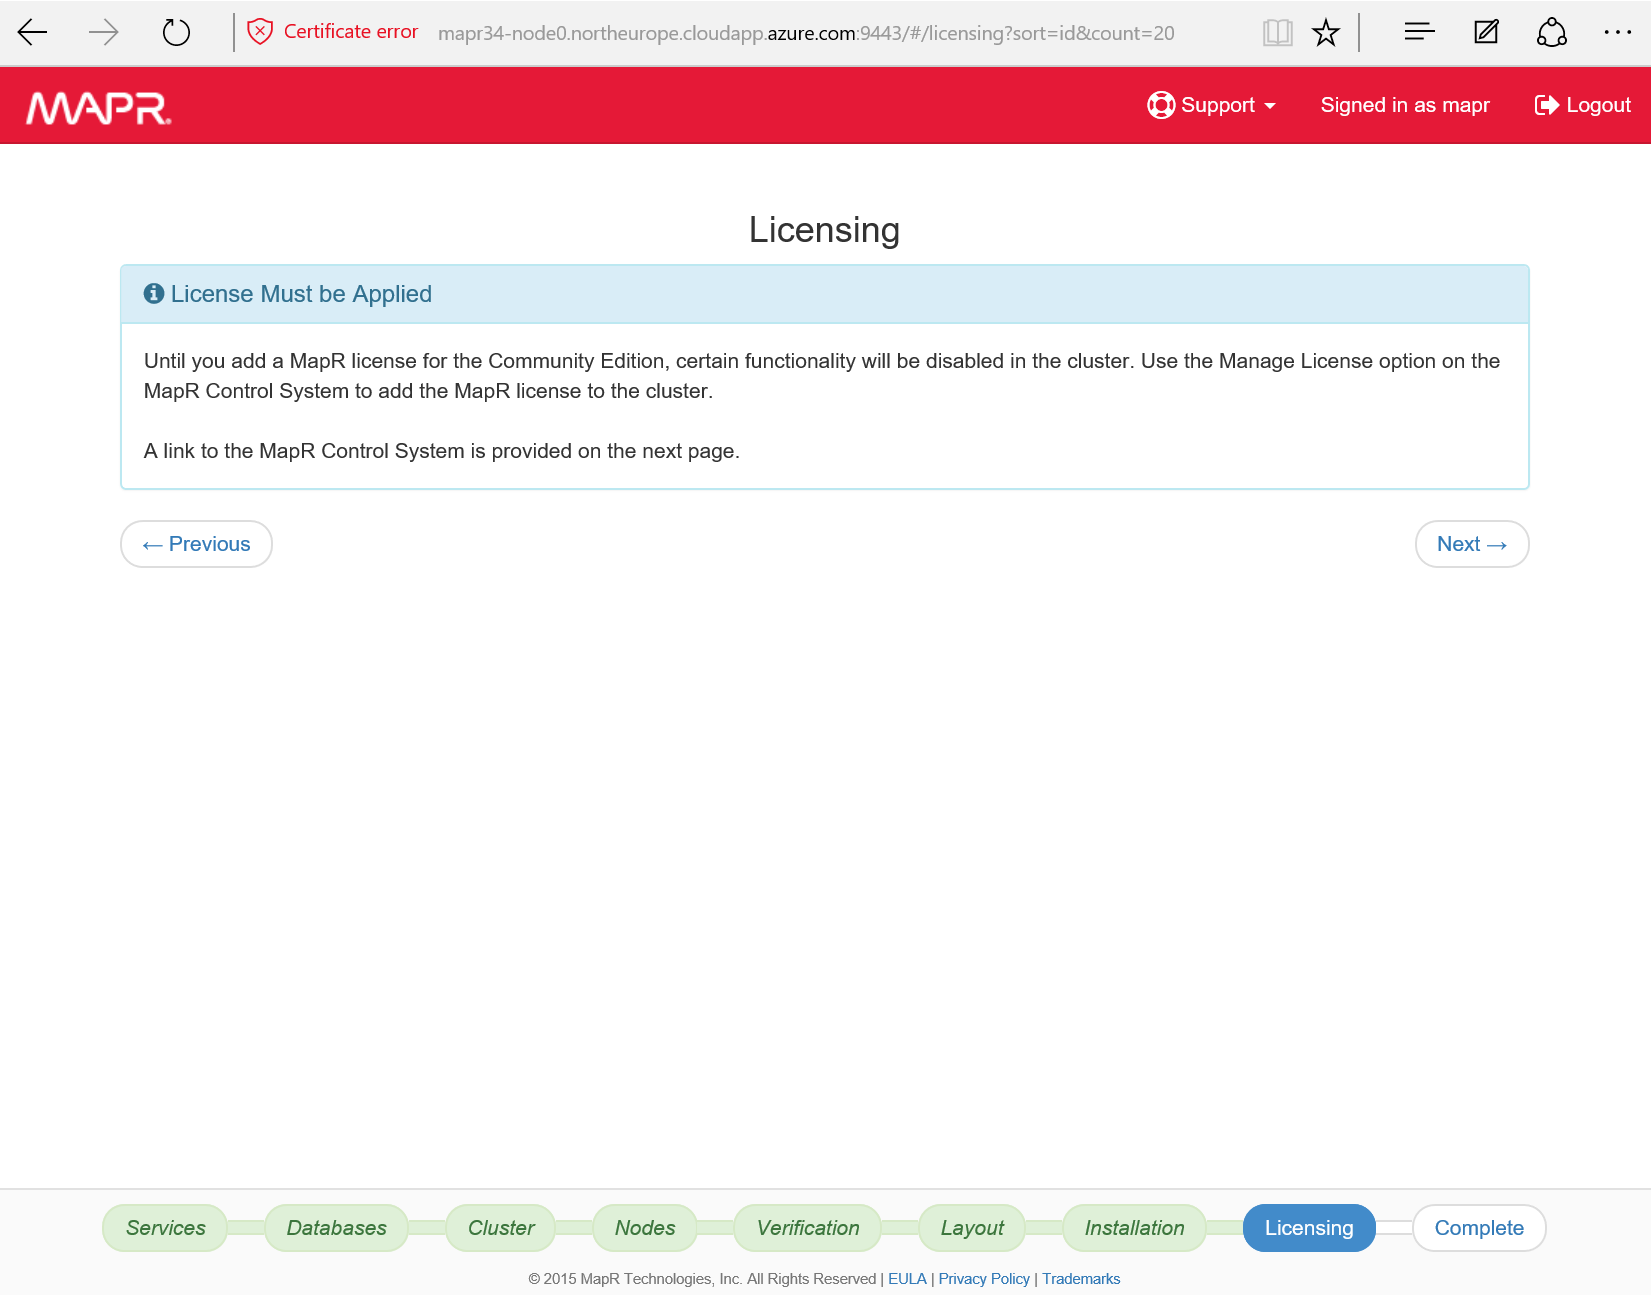 Certificate error mapr34-node0.northeurope.cloudapp.azure.com:9443/#/licensing?sort=id&count=20
MAPR. Support Signed in as mapr Logout
Licensing
License Must be Applied
Until you add a MapR license for the Community Edition, certain functionality will be disabled in the cluster. Use the Manage License option on the
MapR Control System to add the MapR license to the cluster.
A link to the MapR Control System is provided on the next page.
← Previous Next →
Services Databases Cluster Nodes Verification Layout Installation Licensing Complete
© 2015 MapR Technologies, Inc. All Rights Reserved | EULA | Privacy Policy | Trademarks